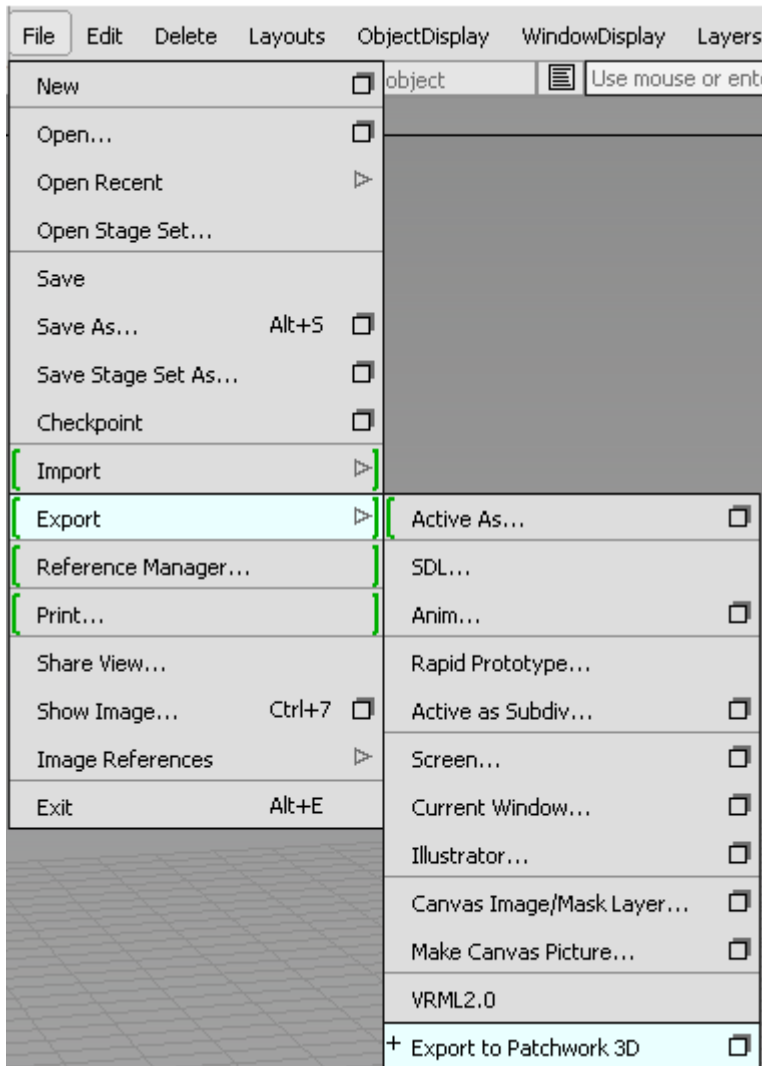 File Edit Delete Layouts ObjectDisplay WindowDisplay Layers
New
object Use mouse or ent
Open...
Open Recent
Open Stage Set...
Save
Save As... Alt+S
Save Stage Set As...
Checkpoint
Import
Export
Reference Manager...
Print...
Share View...
Show Image... Ctrl+7
Image References
Exit Alt+E
Active As...
SDL...
Anim...
Rapid Prototype...
Active as Subdiv...
Screen...
Current Window...
Illustrator...
Canvas Image/Mask Layer...
Make Canvas Picture...
VRML2.0
+ Export to Patchwork 3D